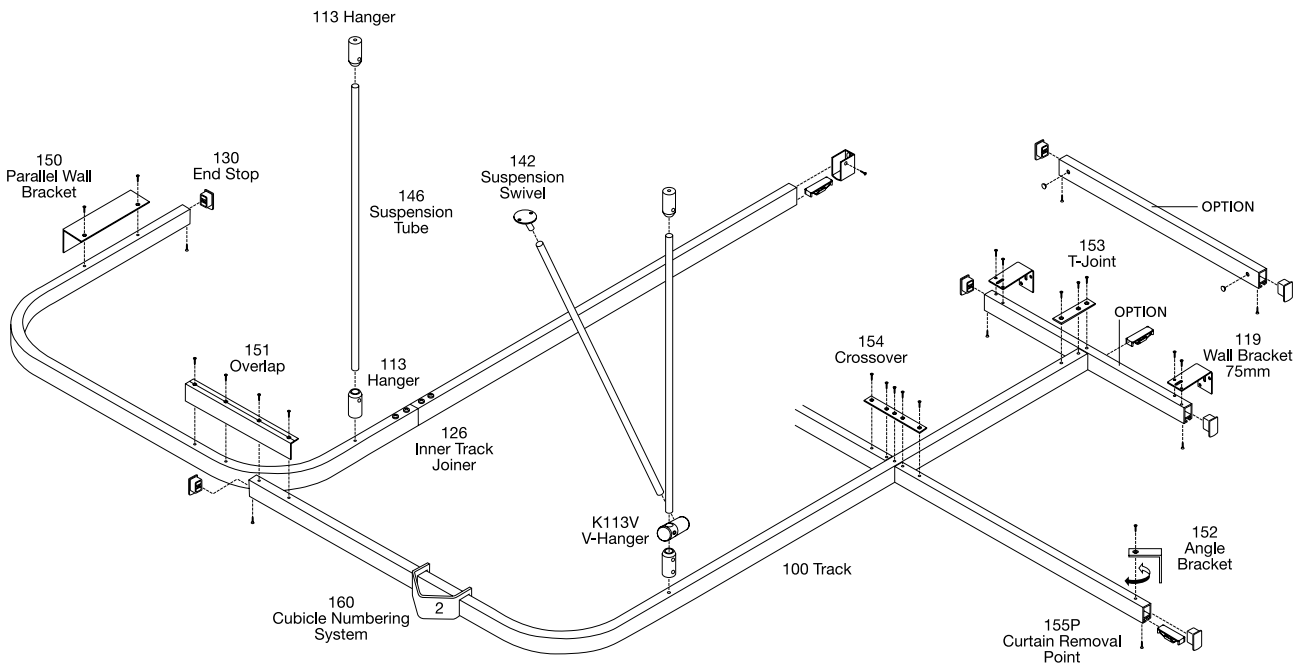 113 Hanger
150
Parallel Wall
Bracket
130
End Stop
146
Suspension
Tube
142
Suspension
Swivel
OPTION
153
T-Joint
OPTION
119
Wall Bracket
75mm
154
Crossover
151
Overlap
113
Hanger
126
Inner Track
Joiner
K113V
V-Hanger
100 Track
152
Angle
Bracket
160
Cubicle Numbering
System
2
155P
Curtain Removal
Point